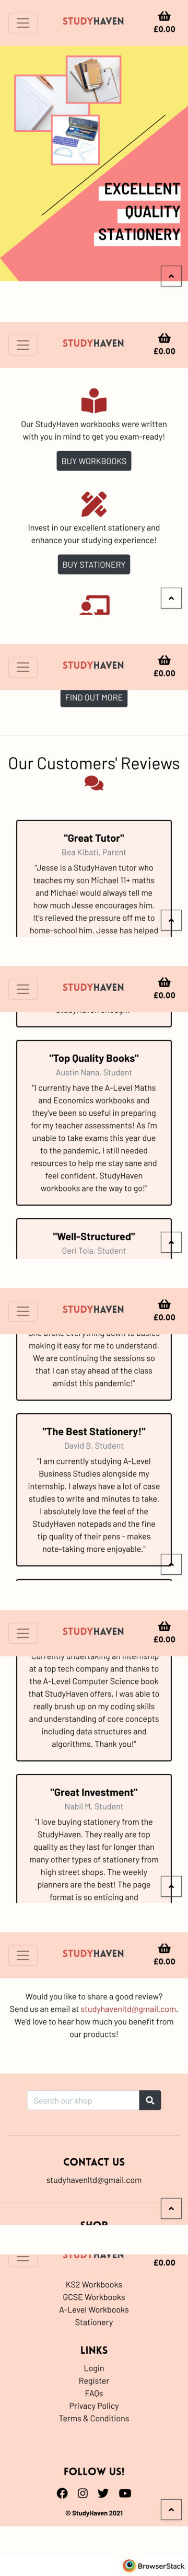 STUDYHAVEN
£0.00
EXCELLENT
QUALITY
STATIONERY
STUDYHAVEN
£0.00
Our StudyHaven workbooks were written
with you in mind to get you exam-ready!
BUY WORKBOOKS
Invest in our excellent stationery and
enhance your studying experience!
BUY STATIONERY
STUDYHAVEN
£0.00
FIND OUT MORE
Our Customers' Reviews
"Great Tutor"
Bea Kibati, Parent
"Jesse is a StudyHaven tutor who
teaches my son Michael 11+ maths
and Michael would always tell me
how much Jesse encourages him.
It's relieved the pressure off me to
home-school him. Jesse has helped
STUDYHAVEN
£0.00
"Top Quality Books"
Austin Nana, Student
"I currently have the A-Level Maths
and Economics workbooks and
they've been so useful in preparing
for my teacher assessments! As I'm
unable to take exams this year due
to the pandemic, I still needed
resources to help me stay sane and
feel confident. StudyHaven
workbooks are the way to go!"
"Well-Structured"
Geri Tola, Student
STUDYHAVEN
£0.00
One broke everything down to basics
making it easy for me to understand.
We are continuing the sessions so
that I can stay ahead of the class
amidst this pandemic!"
"The Best Stationery!"
David B, Student
"I am currently studying A-Level
Business Studies alongside my
internship. I always have a lot of case
studies to write and minutes to take.
I absolutely love the feel of the
StudyHaven notepads and the fine
tip quality of their pens - makes
note-taking more enjoyable."
STUDYHAVEN
£0.00
Currently undertaking an internship
at a top tech company and thanks to
the A-Level Computer Science book
that StudyHaven offers, I was able to
really brush up on my coding skills
and understanding of core concepts
including data structures and
algorithms. Thank you!"
"Great Investment"
Nabil M, Student
"I love buying stationery from the
StudyHaven. They really are top
quality as they last for longer than
many other types of stationery from
high street shops. The weekly
planners are the best! The page
format is so enticing and
STUDYHAVEN
£0.00
Would you like to share a good review?
Send us an email at studyhavenltd@gmail.com.
We'd love to hear how much you benefit from
our products!
Search our shop
CONTACT US
studyhavenltd@gmail.com
SHOP
STUDYHAVEN
£0.00
KS2 Workbooks
GCSE Workbooks
A-Level Workbooks
Stationery
LINKS
Login
Register
FAQs
Privacy Policy
Terms & Conditions
FOLLOW US!
© StudyHaven 2021
BrowserStack